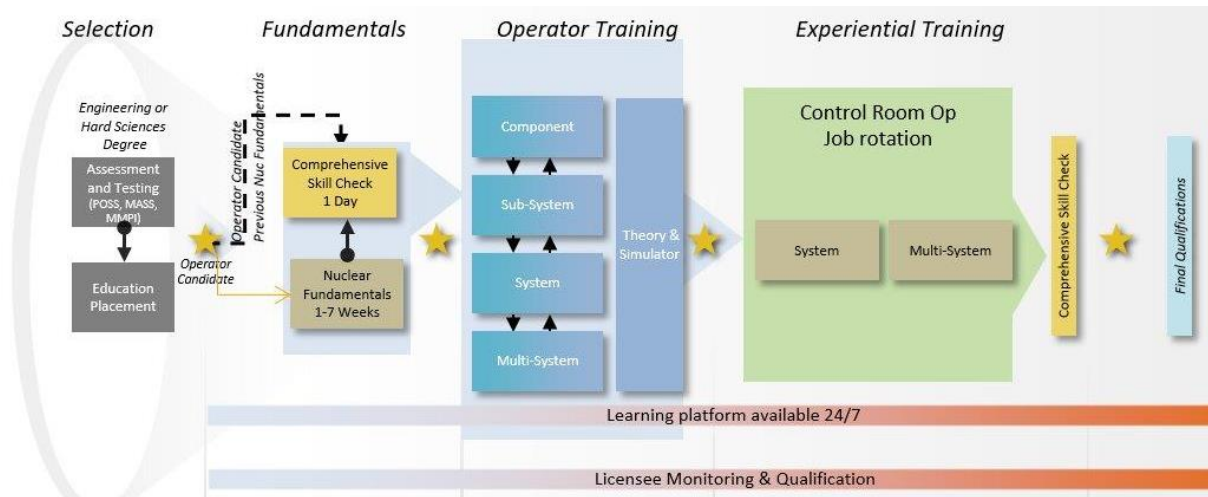 Selection
Fundamentals
Operator Training
Experiential Training
Engineering or
Hard Sciences
Degree
Assessment
and Testing
(POSS, MASS,
MMPI)
Education
Placement
Operator
Candidate
Operator Candidate
Previous Nuc Fundamentals
Comprehensive
Skill Check
1 Day
Nuclear
Fundamentals
1-7 Weeks
Component
Sub-System
System
Multi-System
Theory &
Simulator
Control Room Op
Job rotation
System
Multi-System
Comprehensive Skill Check
Final Qualifications
Learning platform available 24/7
Licensee Monitoring & Qualification